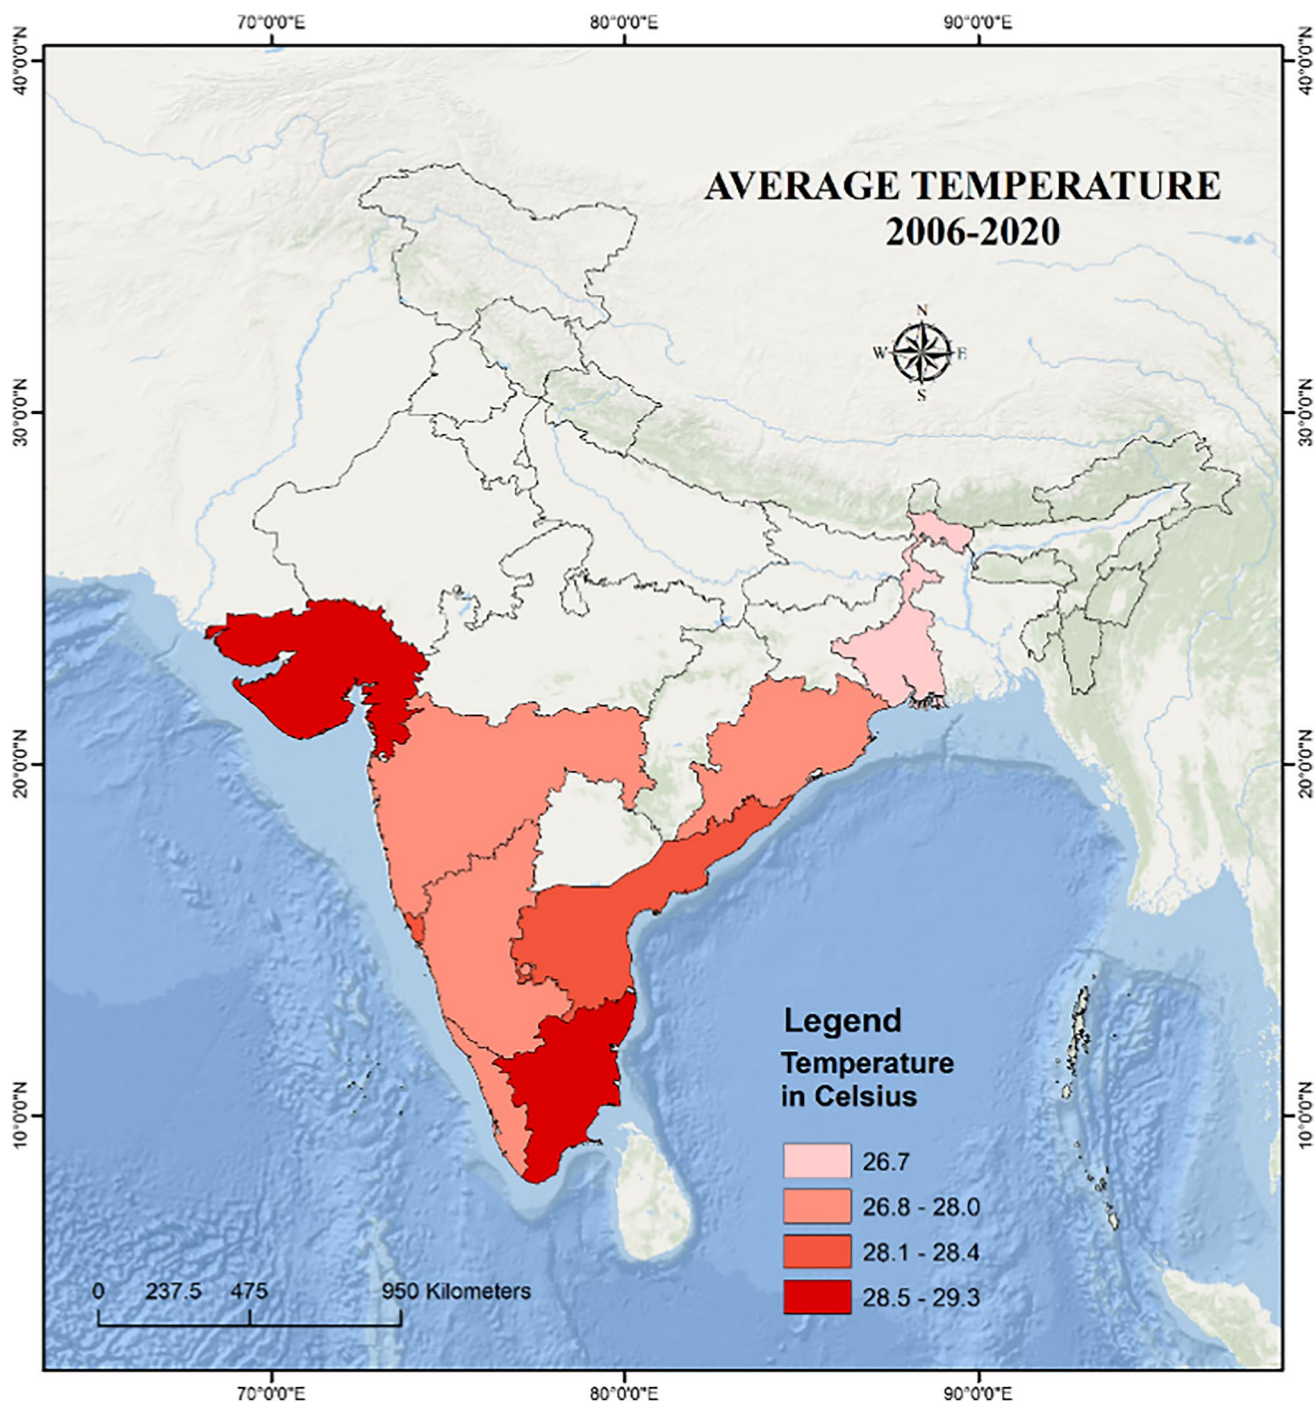 70°0'0"E 80°0'0"E 90°0'0"E
40°0'0"N 40°0'0"N
AVERAGE TEMPERATURE
2006-2020
N
W E
S
30°0'0"N 30°0'0"N
20°0'0"N 20°0'0"N
Legend
Temperature
in Celsius
10°0'0"N 10°0'0"N
26.7
26.8 - 28.0
28.1 - 28.4
28.5 - 29.3
0 237.5 475 950 Kilometers
70°0'0"E 80°0'0"E 90°0'0"E